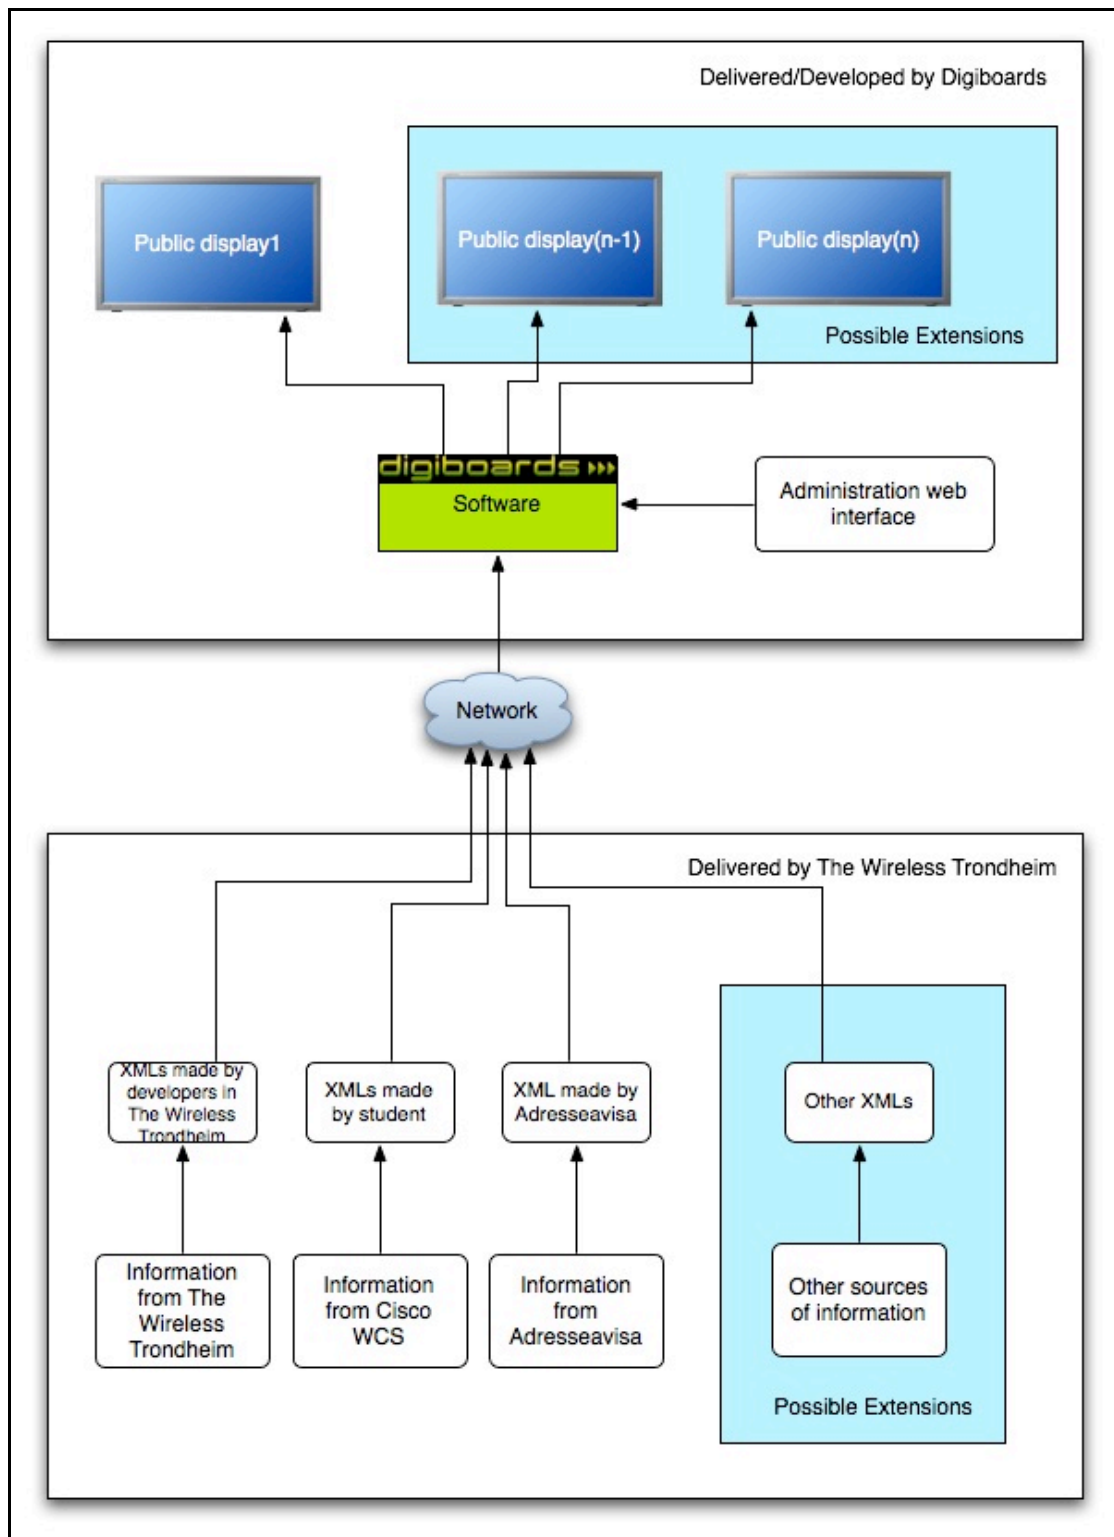 Delivered/Developed by Digiboards
Public display1
Public display(n-1)
Public display(n)
Possible Extensions
digiboards
Software
Administration web
interface
Network
Delivered by The Wireless Trondheim
XMLs made by
developers in
The Wireless
Trondheim
XMLs made
by student
XML made by
Adresseavisa
Other XMLs
Information
from The
Wireless
Trondheim
Information
from Cisco
WCS
Information
from
Adresseavisa
Other sources
of information
Possible Extensions